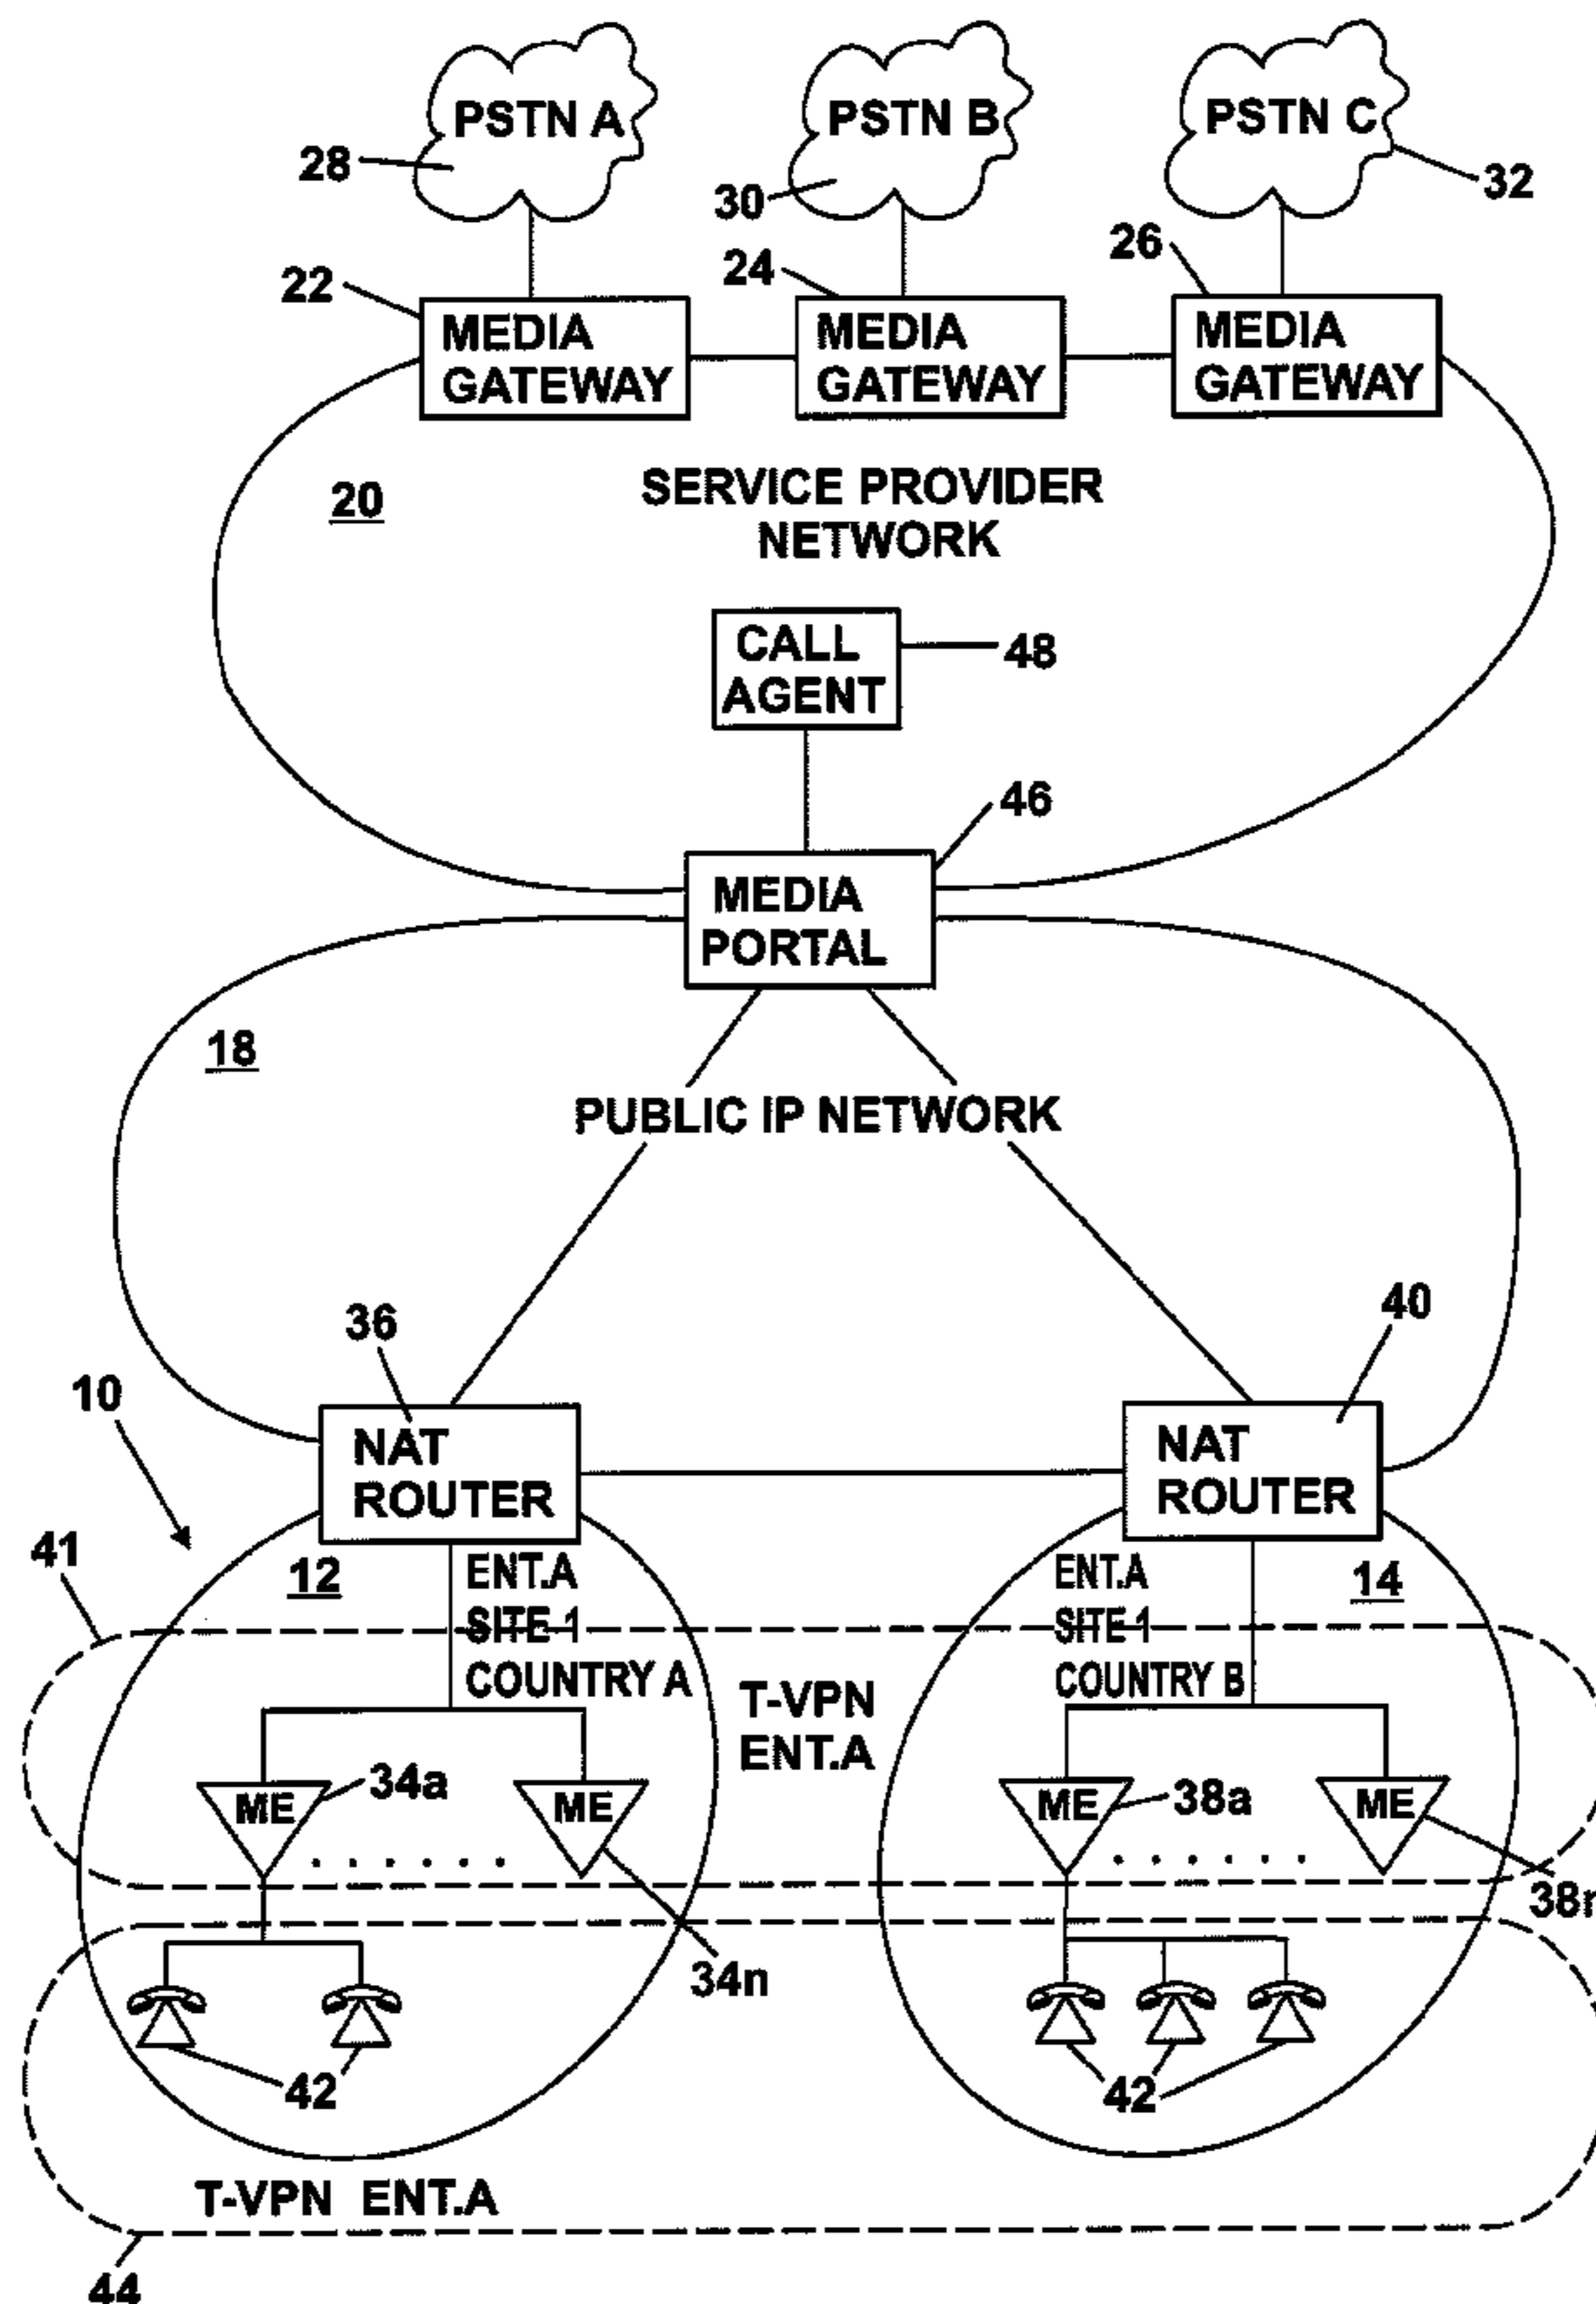 PSTN A
PSTN B
PSTN C
28
30
32
22
24
26
MEDIA
GATEWAY
MEDIA
GATEWAY
MEDIA
GATEWAY
20
SERVICE PROVIDER
NETWORK
CALL
AGENT
48
46
MEDIA
PORTAL
18
PUBLIC IP NETWORK
36
40
10
NAT
ROUTER
NAT
ROUTER
41
12
ENT.A
SITE 1
COUNTRY A
ENT.A
SITE 1
COUNTRY B
14
T-VPN
ENT.A
ME
34a
ME
ME
38a
ME
34n
42
42
T-VPN ENT.A
44